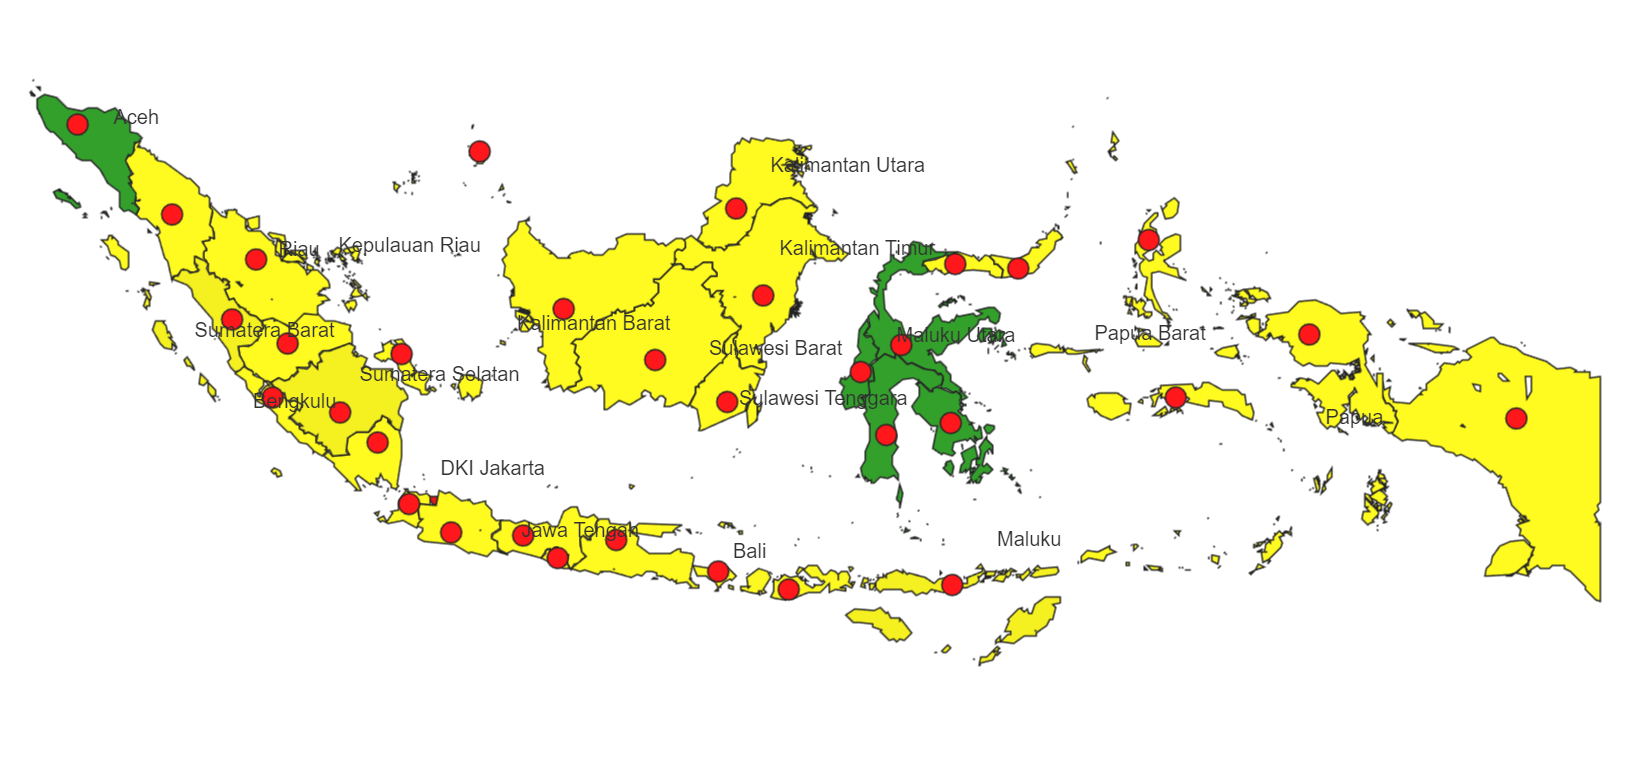 Aceh
Kalimantan Utara
Riau
Kepulauan Riau
Kalimantan Timur
Kalimantan Barat
Sumatera Barat
Maluku Utara
Papua Barat
Sulawesi Barat
Sumatera Selatan
Bengkulu
Sulawesi Tenggara
Papua
DKI Jakarta
Jawa Tengah
Maluku
Bali